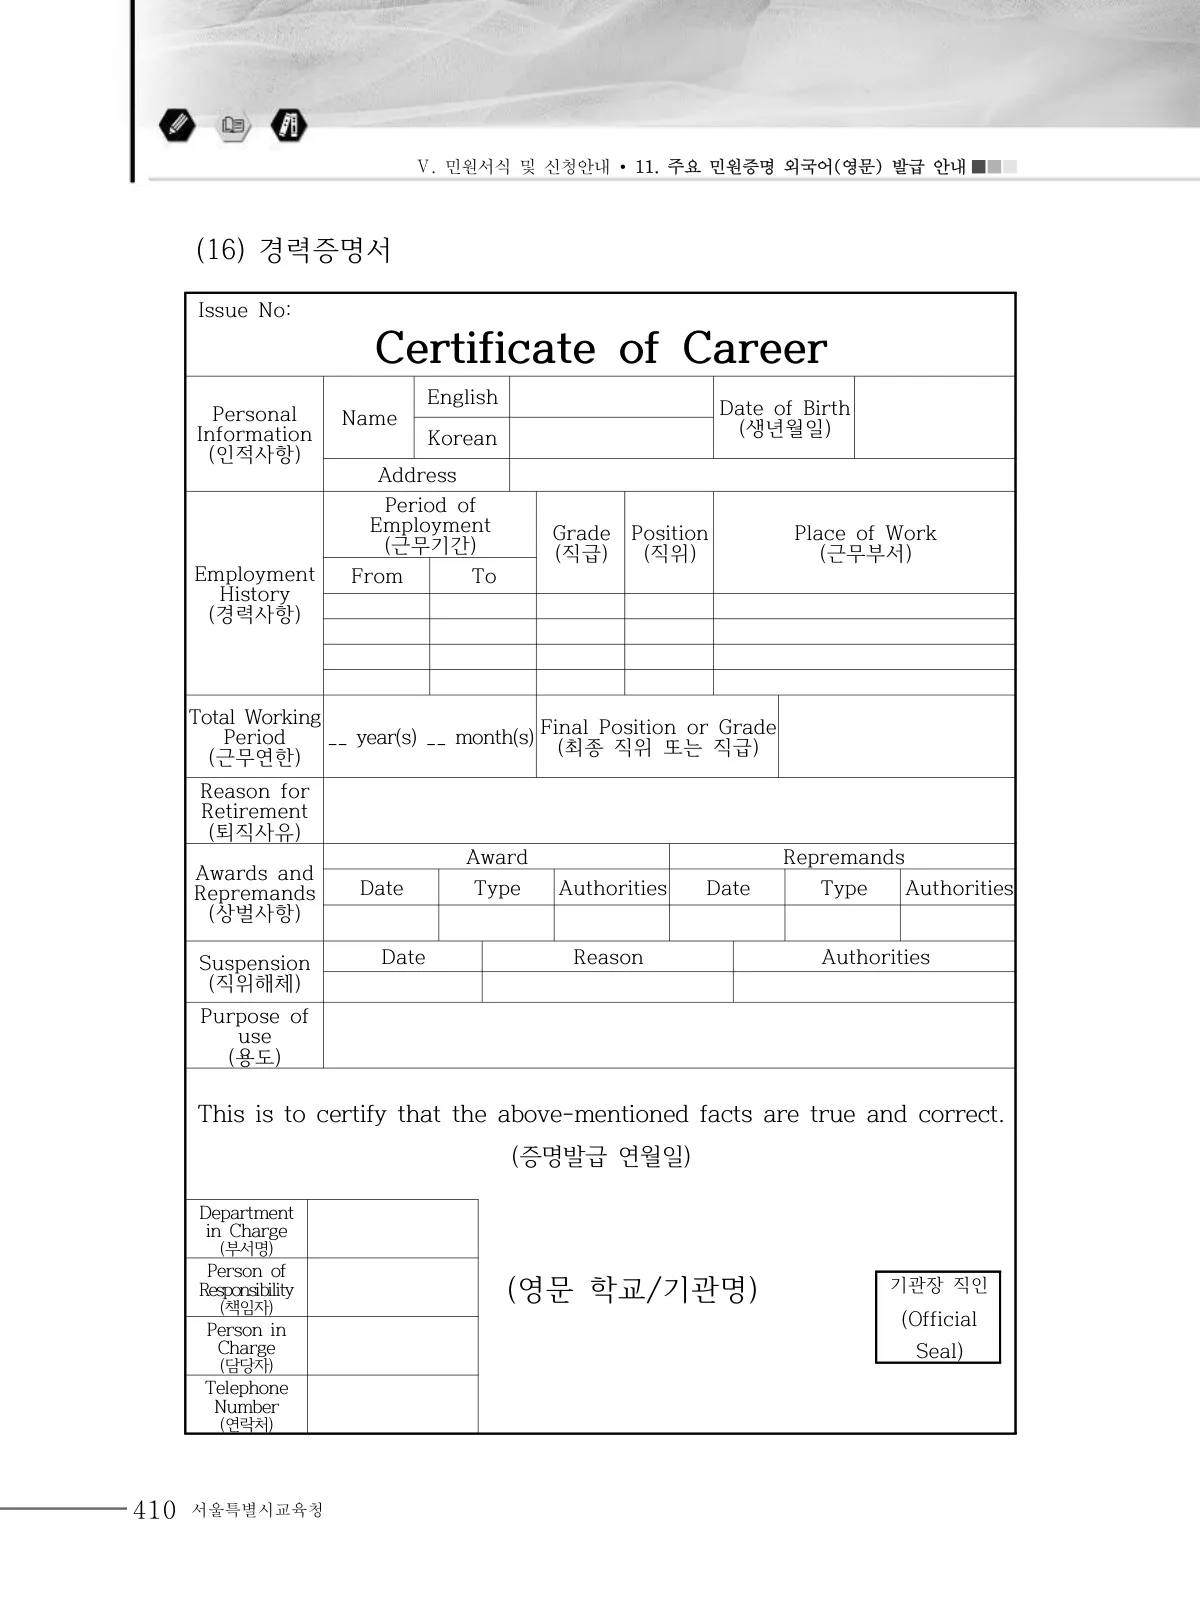 Ⅴ. 민원서식 및 신청안내 • 11. 주요 민원증명 외국어(영문) 발급 안내
(16) 경력증명서
Issue No:
Certificate of Career
Personal
Information
(인적사항)
Name
English
Korean
Date of Birth
(생년월일)
Address
Employment
History
(경력사항)
Period of
Employment
(근무기간)
From
To
Grade
(직급)
Position
(직위)
Place of Work
(근무부서)
Total Working
Period
(근무연한)
__ year(s) __ month(s)
Final Position or Grade
(최종 직위 또는 직급)
Reason for
Retirement
(퇴직사유)
Awards and
Repremands
(상벌사항)
Award
Repremands
Date
Type
Authorities
Date
Type
Authorities
Suspension
(직위해체)
Date
Reason
Authorities
Purpose of
use
(용도)
This is to certify that the above-mentioned facts are true and correct.
(증명발급 연월일)
Department
in Charge
(부서명)
Person of
Responsibility
(책임자)
Person in
Charge
(담당자)
Telephone
Number
(연락처)
(영문 학교/기관명)
기관장 직인
(Official
Seal)
410 서울특별시교육청